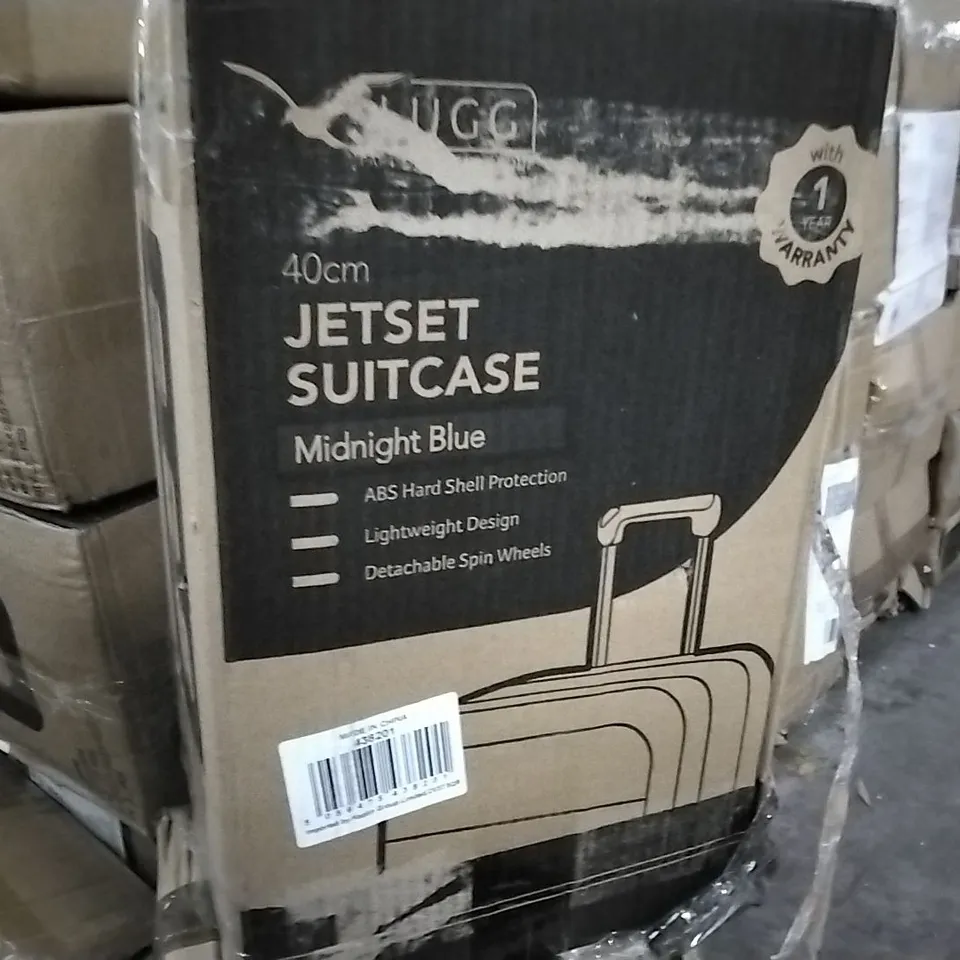 LUGG
with
1
YEAR
WARRANTY
40cm
JETSET
SUITCASE
Midnight Blue
ABS Hard Shell Protection
Lightweight Design
Detachable Spin Wheels
MADE IN CHINA
438201